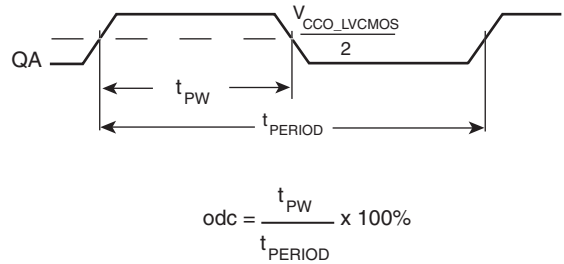 V_CCO_LVCMOS
2
QA
t_PW
t_PERIOD
t_PW
odc = x 100%
t_PERIOD